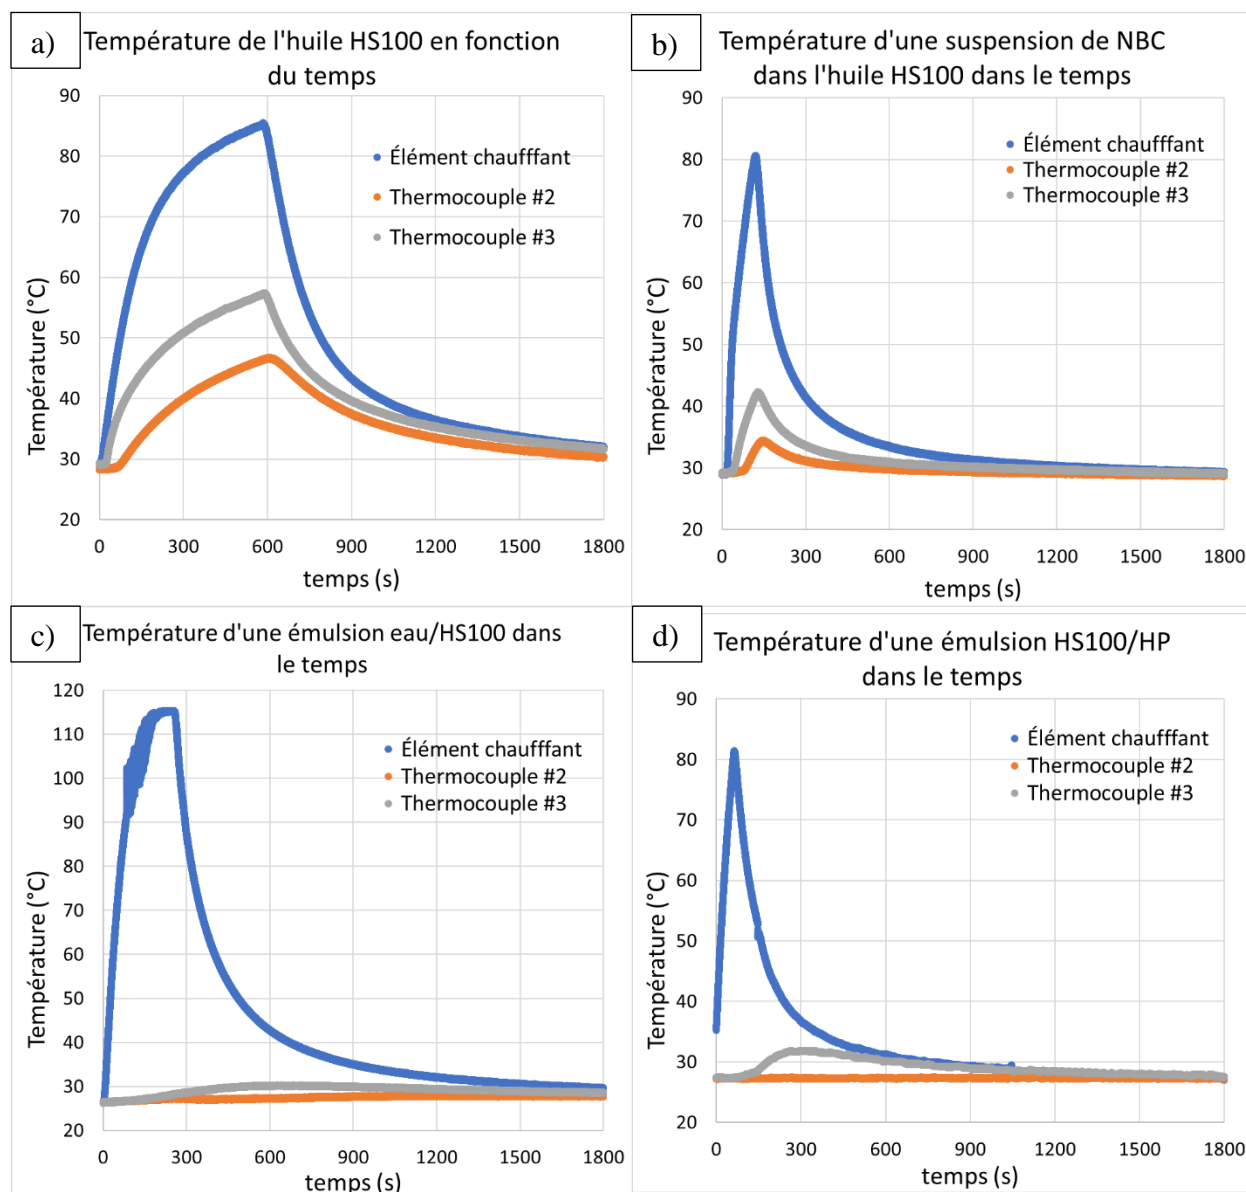 a)
Température de l'huile HS100 en fonction
du temps
90
80
70
60
50
40
30
20
Température (°C)
Élément chaufffant
Thermocouple #2
Thermocouple #3
0 300 600 900 1200 1500 1800
temps (s)
b)
Température d'une suspension de NBC
dans l'huile HS100 dans le temps
90
80
70
60
50
40
30
20
Température (°C)
Élément chaufffant
Thermocouple #2
Thermocouple #3
0 300 600 900 1200 1500 1800
temps (s)
c)
Température d'une émulsion eau/HS100 dans
le temps
120
110
100
90
80
70
60
50
40
30
20
Température (°C)
Élément chaufffant
Thermocouple #2
Thermocouple #3
0 300 600 900 1200 1500 1800
temps (s)
d)
Température d'une émulsion HS100/HP
dans le temps
90
80
70
60
50
40
30
20
Température (°C)
Élément chaufffant
Thermocouple #2
Thermocouple #3
0 300 600 900 1200 1500 1800
temps (s)